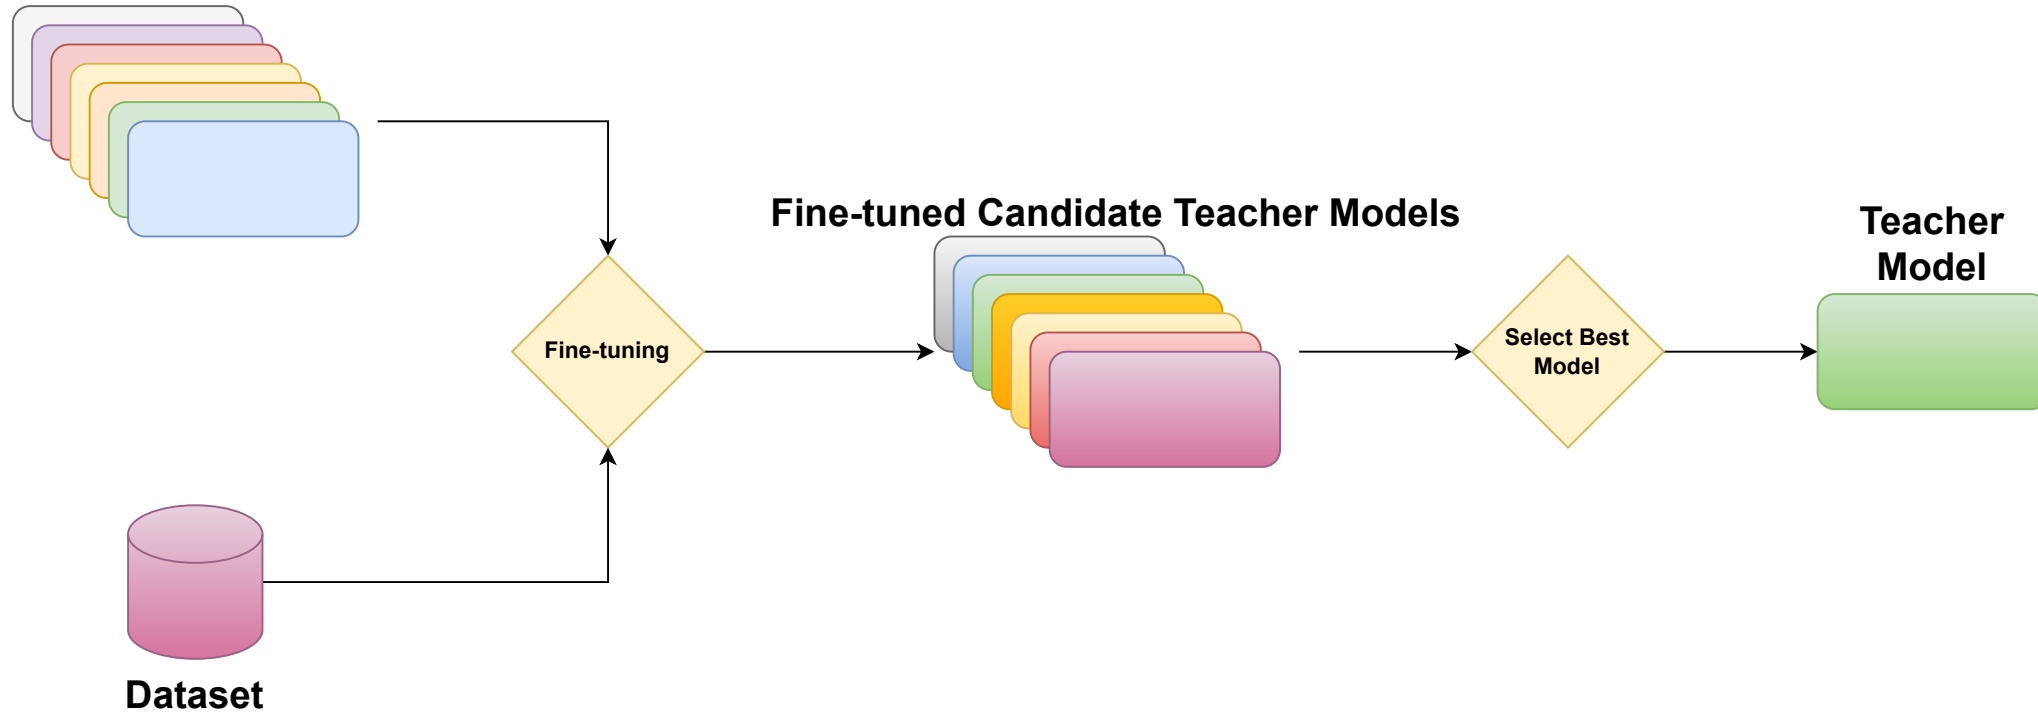 Fine-tuned Candidate Teacher Models
Teacher
Model
Fine-tuning
Select Best
Model
Dataset